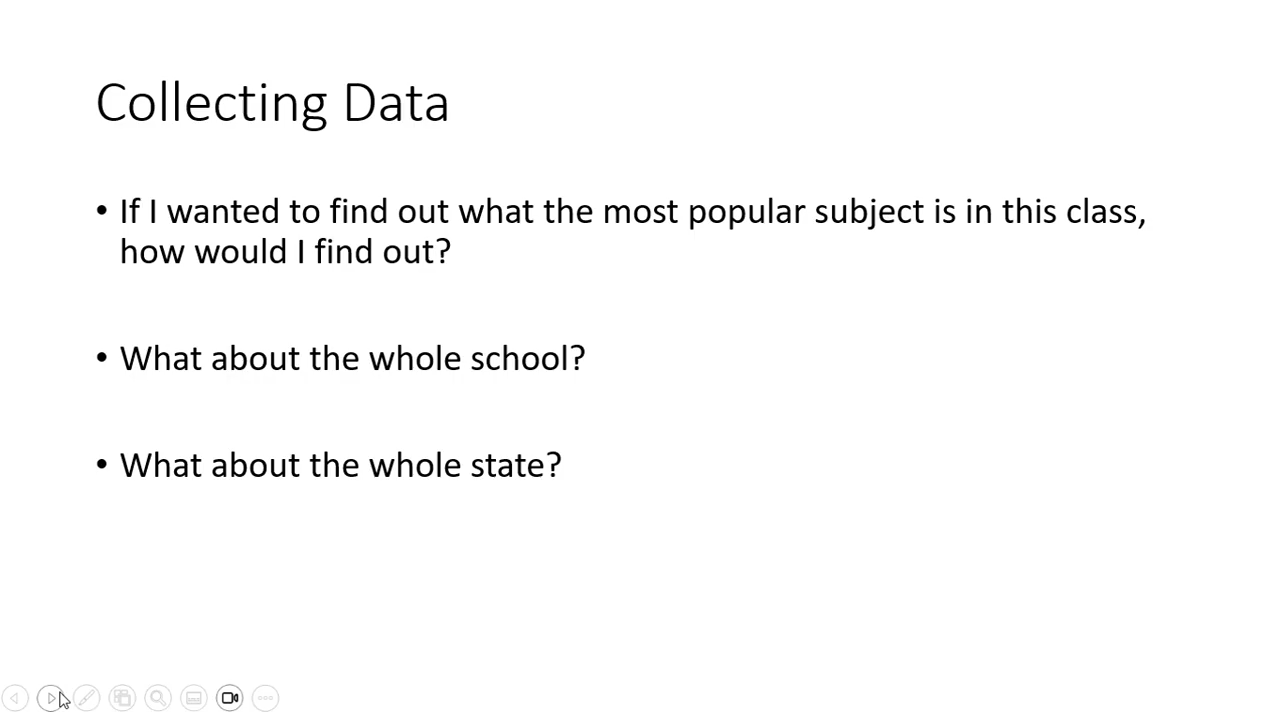 Collecting Data
• If I wanted to find out what the most popular subject is in this class,
how would I find out?
• What about the whole school?
• What about the whole state?